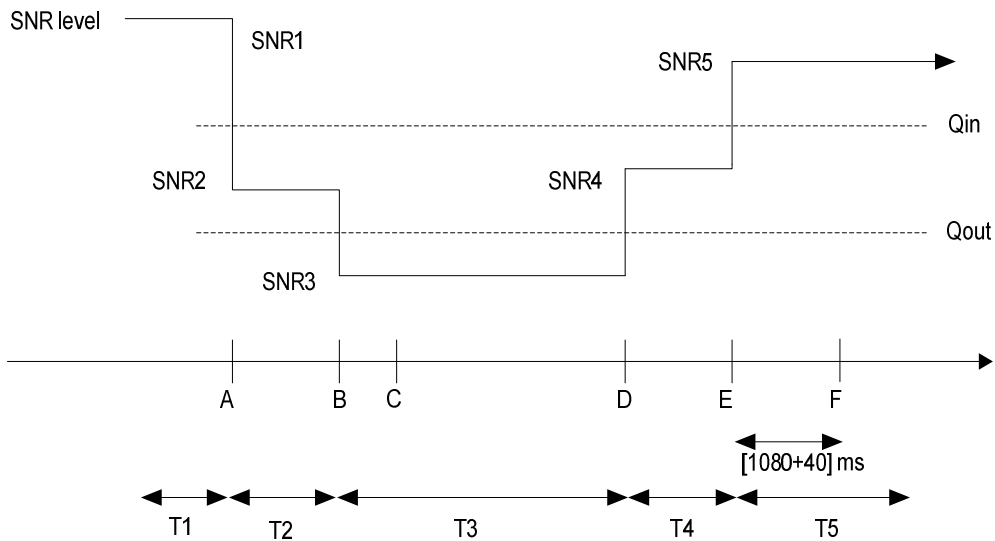 SNR level
SNR1
SNR5
Qin
SNR2
SNR4
Qout
SNR3
A
B
C
D
E
F
[1080+40] ms
T1
T2
T3
T4
T5